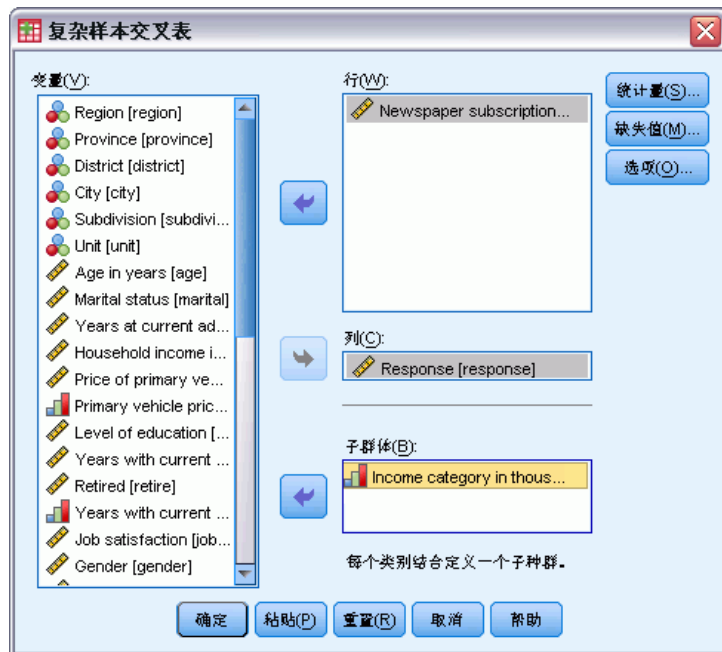 复杂样本交叉表
变量(V):
Region [region]
Province [province]
District [district]
City [city]
Subdivision [subdivi...
Unit [unit]
Age in years [age]
Marital status [marital]
Years at current ad...
Household income i...
Price of primary ve...
Primary vehicle pric...
Level of education [...
Years with current ...
Retired [retire]
Years with current ...
Job satisfaction [job...
Gender [gender]
行(W):
Newspaper subscription...
列(C):
Response [response]
子群体(B):
Income category in thous...
每个类别结合定义一个子种群。
统计量(S)...
缺失值(M)...
选项(O)...
确定
粘贴(P)
重置(R)
取消
帮助